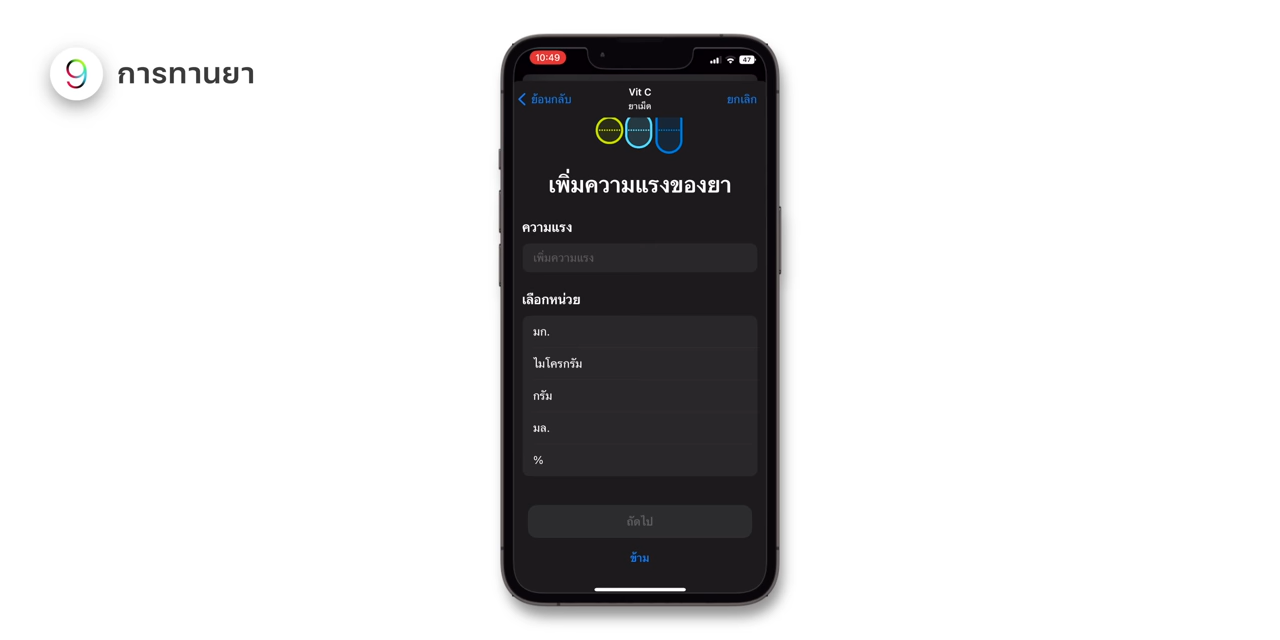 9 การทานยา
10:49
47
ย้อนกลับ
Vit C
ยาเม็ด
ยกเลิก
เพิ่มความแรงของยา
ความแรง
เพิ่มความแรง
เลือกหน่วย
มก.
ไมโครกรัม
กรัม
มล.
%
ถัดไป
ข้าม